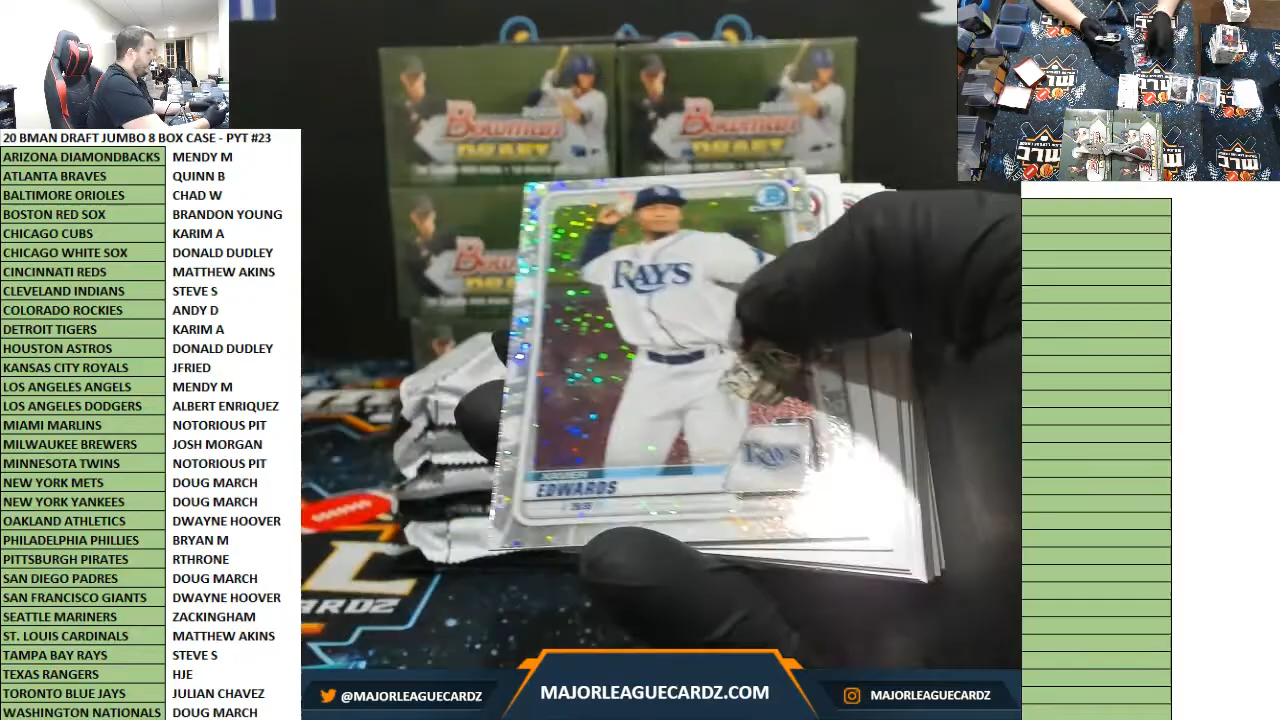 20 BMAN DRAFT JUMBO 8 BOX CASE - PYT #23
ARIZONA DIAMONDBACKS MENDY M
ATLANTA BRAVES QUINN B
BALTIMORE ORIOLES CHAD W
BOSTON RED SOX BRANDON YOUNG
CHICAGO CUBS KARIM A
CHICAGO WHITE SOX DONALD DUDLEY
CINCINNATI REDS MATTHEW AKINS
CLEVELAND INDIANS STEVE S
COLORADO ROCKIES ANDY D
DETROIT TIGERS KARIM A
HOUSTON ASTROS DONALD DUDLEY
KANSAS CITY ROYALS JFRIED
LOS ANGELES ANGELS MENDY M
LOS ANGELES DODGERS ALBERT ENRIQUEZ
MIAMI MARLINS NOTORIOUS PIT
MILWAUKEE BREWERS JOSH MORGAN
MINNESOTA TWINS NOTORIOUS PIT
NEW YORK METS DOUG MARCH
NEW YORK YANKEES DOUG MARCH
OAKLAND ATHLETICS DWAYNE HOOVER
PHILADELPHIA PHILLIES BRYAN M
PITTSBURGH PIRATES RTHRONE
SAN DIEGO PADRES DOUG MARCH
SAN FRANCISCO GIANTS DWAYNE HOOVER
SEATTLE MARINERS ZACKINGHAM
ST. LOUIS CARDINALS MATTHEW AKINS
TAMPA BAY RAYS STEVE S
TEXAS RANGERS HJE
TORONTO BLUE JAYS JULIAN CHAVEZ
WASHINGTON NATIONALS DOUG MARCH
Bowman
DRAFT
Bowman
DRAFT
RAYS
RAYS
EDWARDS
@MAJORLEAGUECARDZ
MAJORLEAGUECARDZ.COM
MAJORLEAGUECARDZ